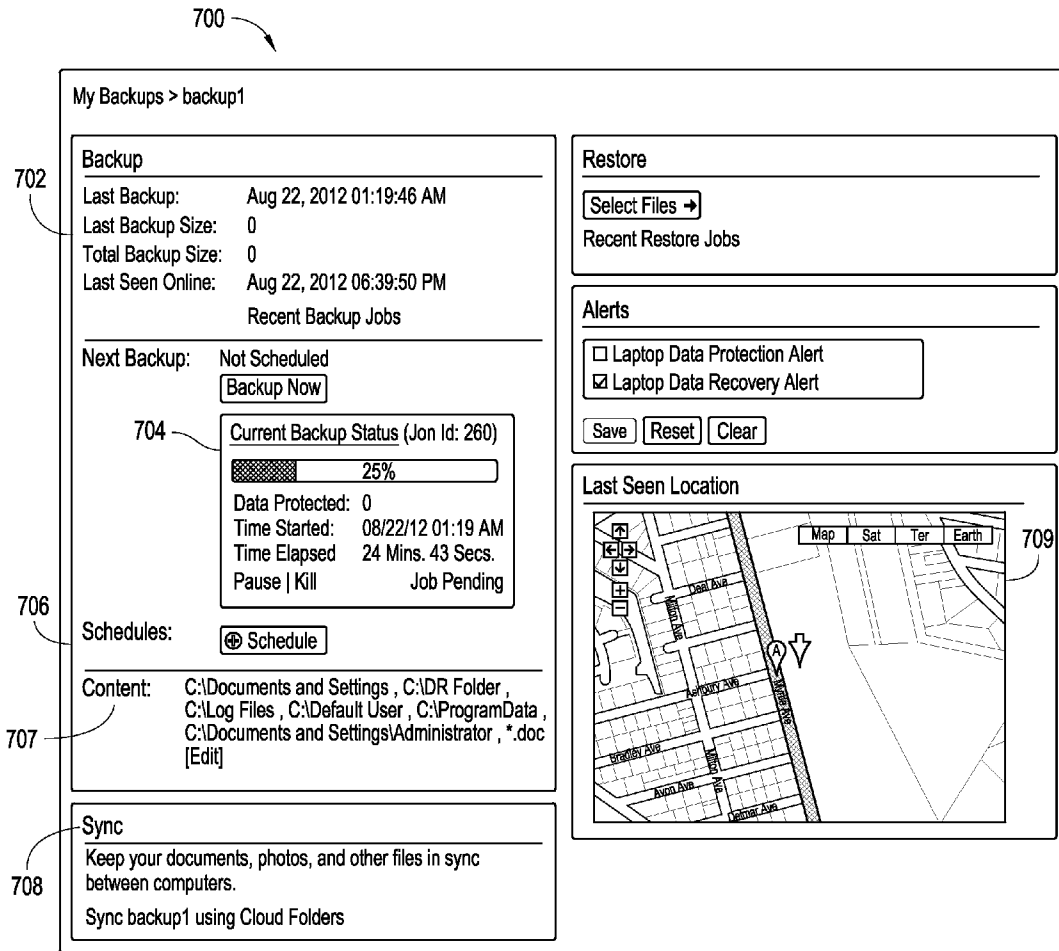 700
My Backups > backup1
702
Backup
Last Backup: Aug 22, 2012 01:19:46 AM
Last Backup Size: 0
Total Backup Size: 0
Last Seen Online: Aug 22, 2012 06:39:50 PM
Recent Backup Jobs
Next Backup: Not Scheduled
Backup Now
704
Current Backup Status (Jon Id: 260)
25%
Data Protected: 0
Time Started: 08/22/12 01:19 AM
Time Elapsed 24 Mins. 43 Secs.
Pause | Kill Job Pending
706
Schedules: Schedule
707
Content: C:\Documents and Settings , C:\DR Folder ,
C:\Log Files , C:\Default User , C:\ProgramData ,
C:\Documents and Settings\Administrator , *.doc
[Edit]
708
Sync
Keep your documents, photos, and other files in sync
between computers.
Sync backup1 using Cloud Folders
Restore
Select Files →
Recent Restore Jobs
Alerts
Laptop Data Protection Alert
Laptop Data Recovery Alert
Save Reset Clear
Last Seen Location
709
Map Sat Ter Earth
Deal Ave
Milton Ave
A
Myrtle Ave
Ashbury Ave
Bradley Ave
Milton Ave
Avon Ave
Delmar Ave